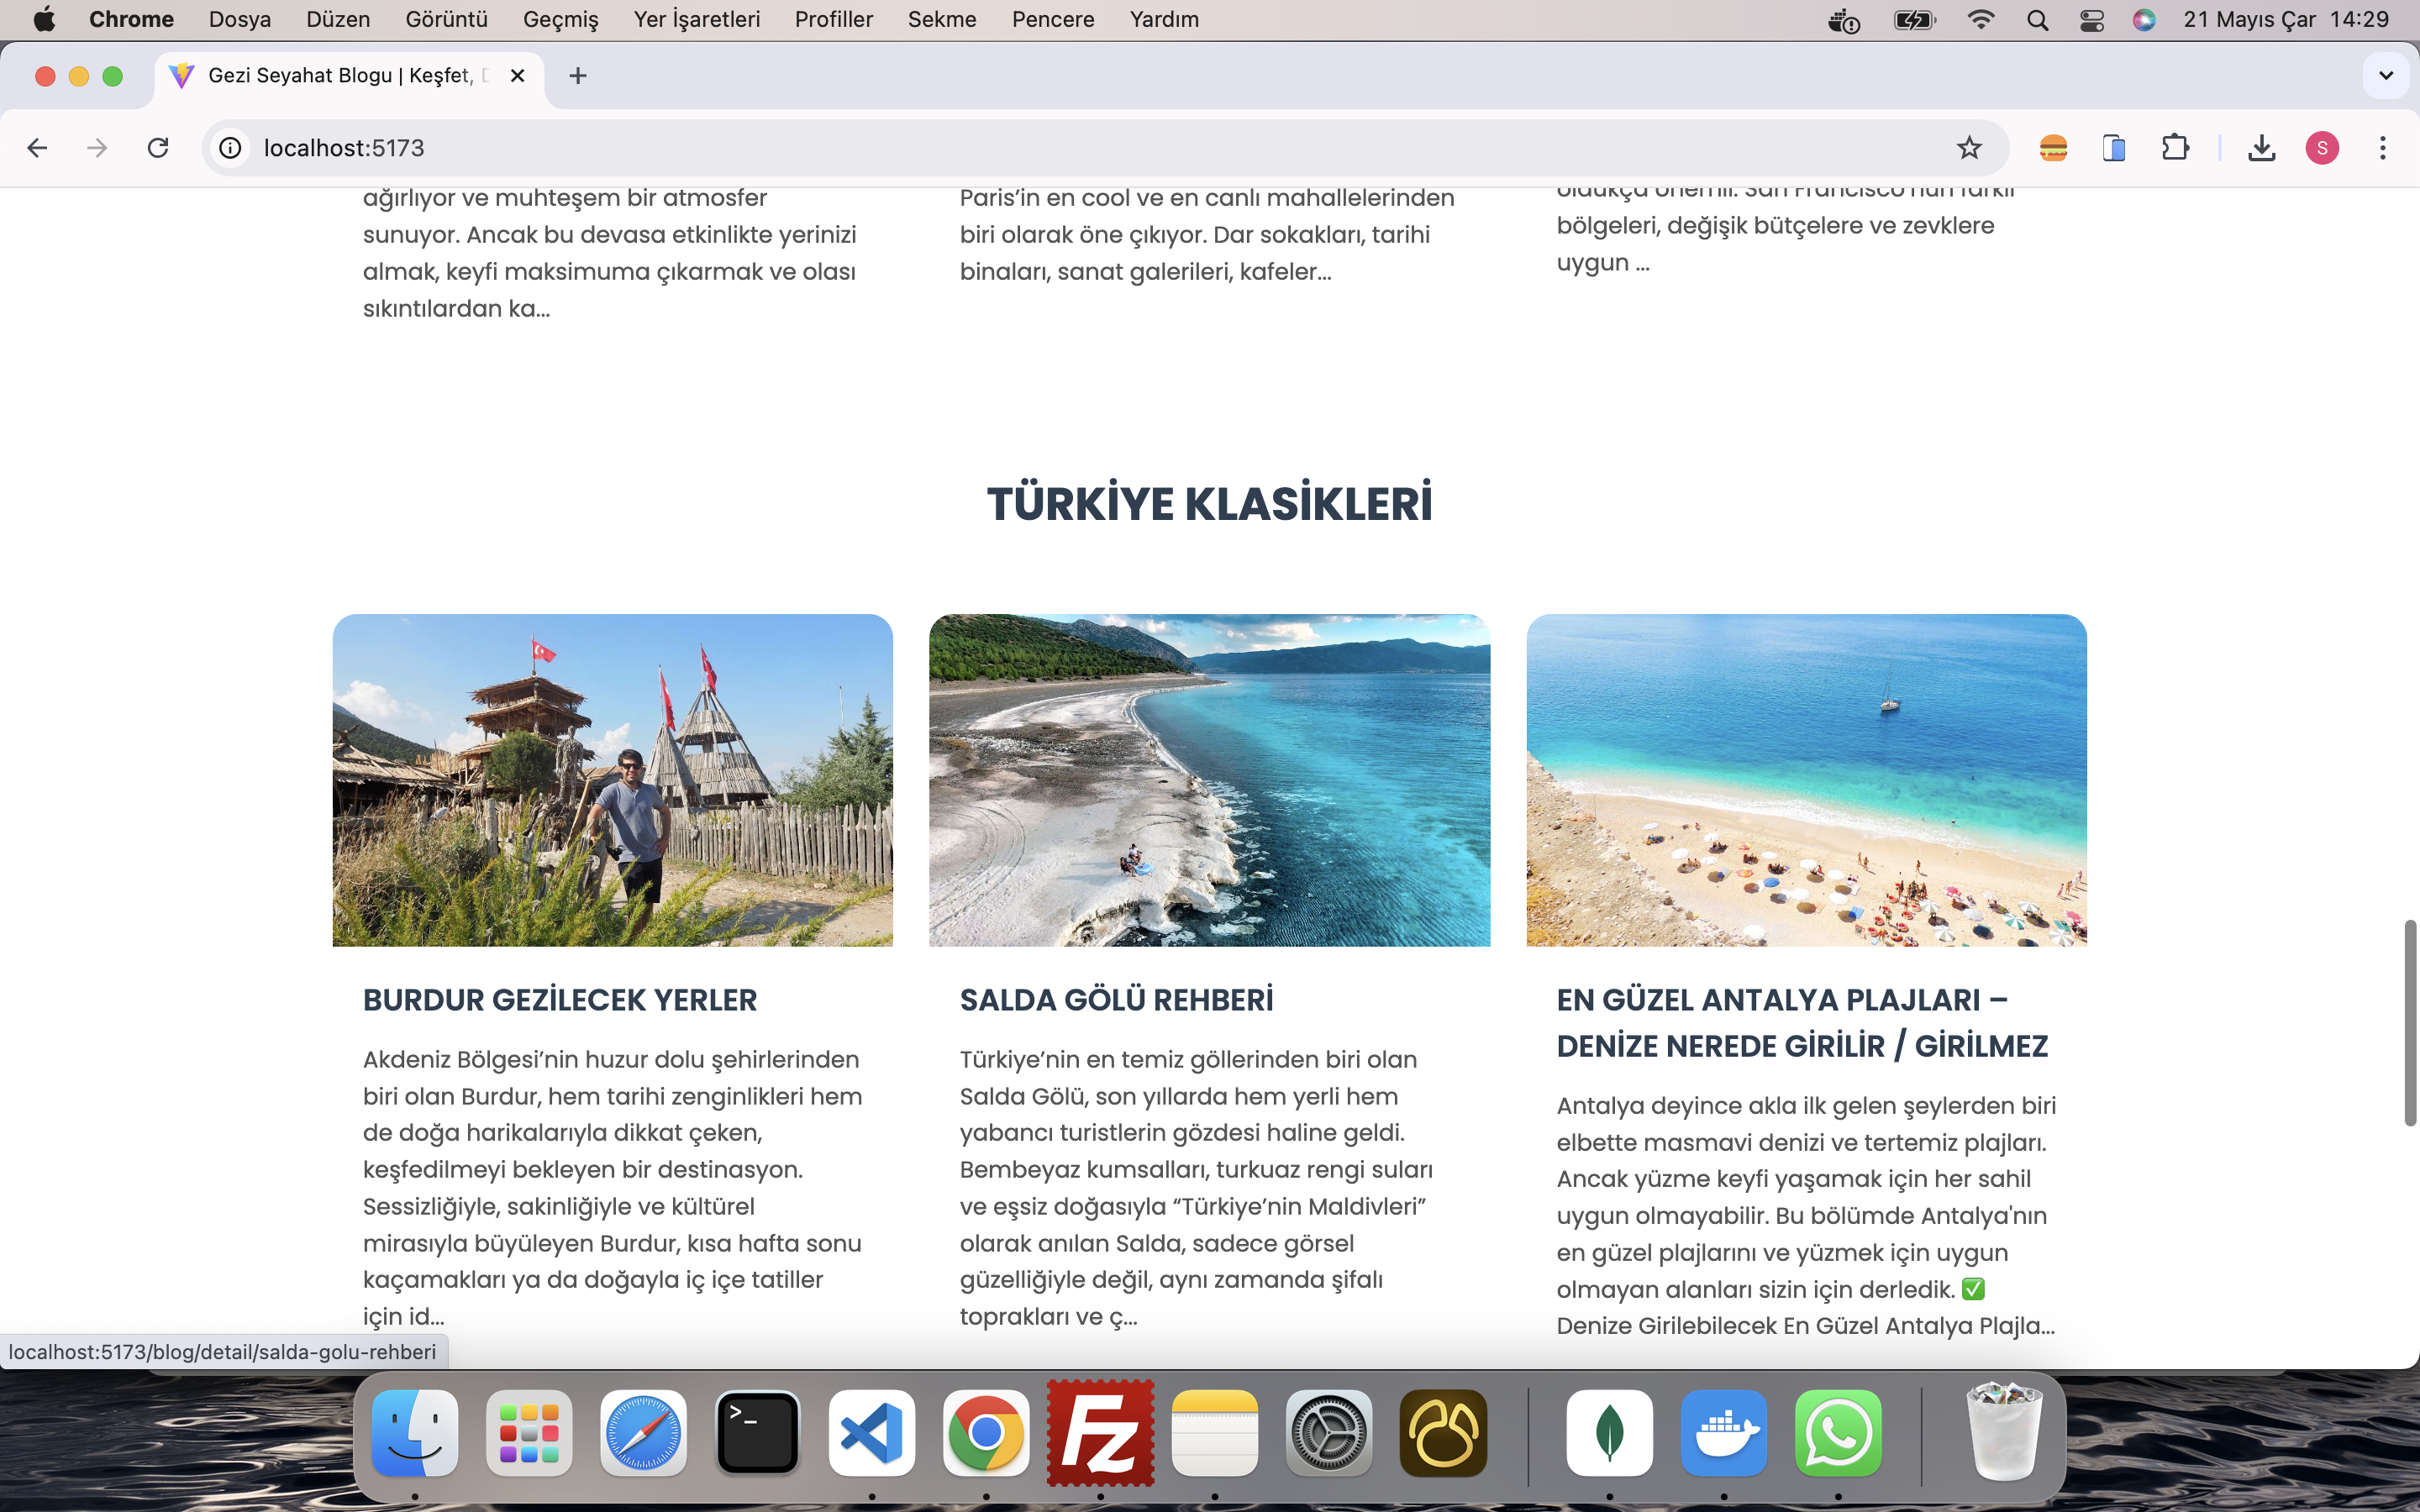 Chrome Dosya Düzen Görüntü Geçmiş Yer İşaretleri Profiller Sekme Pencere Yardım 21 Mayıs Çar 14:29
Gezi Seyahat Blogu | Keşfet,
localhost:5173
S
ağırlıyor ve muhteşem bir atmosfer
sunuyor. Ancak bu devasa etkinlikte yerinizi
almak, keyfi maksimuma çıkarmak ve olası
sıkıntılardan ka...
Paris’in en cool ve en canlı mahallelerinden
biri olarak öne çıkıyor. Dar sokakları, tarihi
binaları, sanat galerileri, kafeler...
oldukça önemli. San Francisco'nun farklı
bölgeleri, değişik bütçelere ve zevklere
uygun ...
TÜRKİYE KLASİKLERİ
BURDUR GEZİLECEK YERLER
Akdeniz Bölgesi’nin huzur dolu şehirlerinden
biri olan Burdur, hem tarihi zenginlikleri hem
de doğa harikalarıyla dikkat çeken,
keşfedilmeyi bekleyen bir destinasyon.
Sessizliğiyle, sakinliğiyle ve kültürel
mirasıyla büyüleyen Burdur, kısa hafta sonu
kaçamakları ya da doğayla iç içe tatiller
için id...
SALDA GÖLÜ REHBERİ
Türkiye’nin en temiz göllerinden biri olan
Salda Gölü, son yıllarda hem yerli hem
yabancı turistlerin gözdesi haline geldi.
Bembeyaz kumsalları, turkuaz rengi suları
ve eşsiz doğasıyla “Türkiye’nin Maldivleri”
olarak anılan Salda, sadece görsel
güzelliğiyle değil, aynı zamanda şifalı
toprakları ve ç...
EN GÜZEL ANTALYA PLAJLARI –
DENİZE NEREDE GİRİLİR / GİRİLMEZ
Antalya deyince akla ilk gelen şeylerden biri
elbette masmavi denizi ve tertemiz plajları.
Ancak yüzme keyfi yaşamak için her sahil
uygun olmayabilir. Bu bölümde Antalya'nın
en güzel plajlarını ve yüzmek için uygun
olmayan alanları sizin için derledik. ✅
Denize Girilebilecek En Güzel Antalya Plajla...
localhost:5173/blog/detail/salda-golu-rehberi
>_
Fz